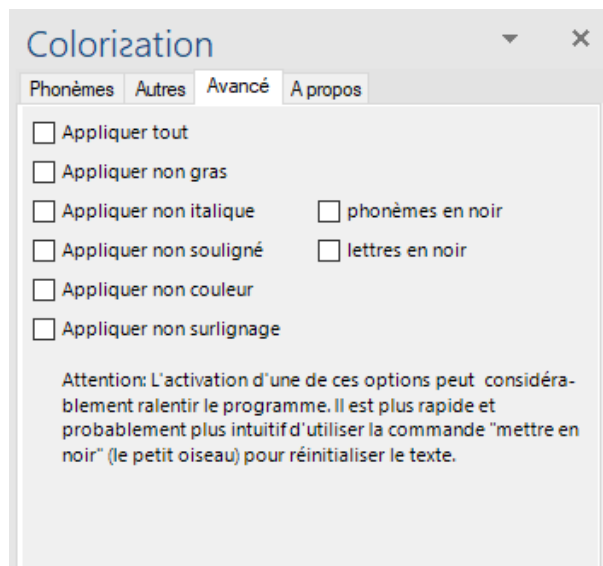 Colorisation
Phonèmes Autres Avancé A propos
Appliquer tout
Appliquer non gras
Appliquer non italique phonèmes en noir
Appliquer non souligné lettres en noir
Appliquer non couleur
Appliquer non surlignage
Attention: L'activation d'une de ces options peut considéra-
blement ralentir le programme. Il est plus rapide et
probablement plus intuitif d'utiliser la commande "mettre en
noir" (le petit oiseau) pour réinitialiser le texte.